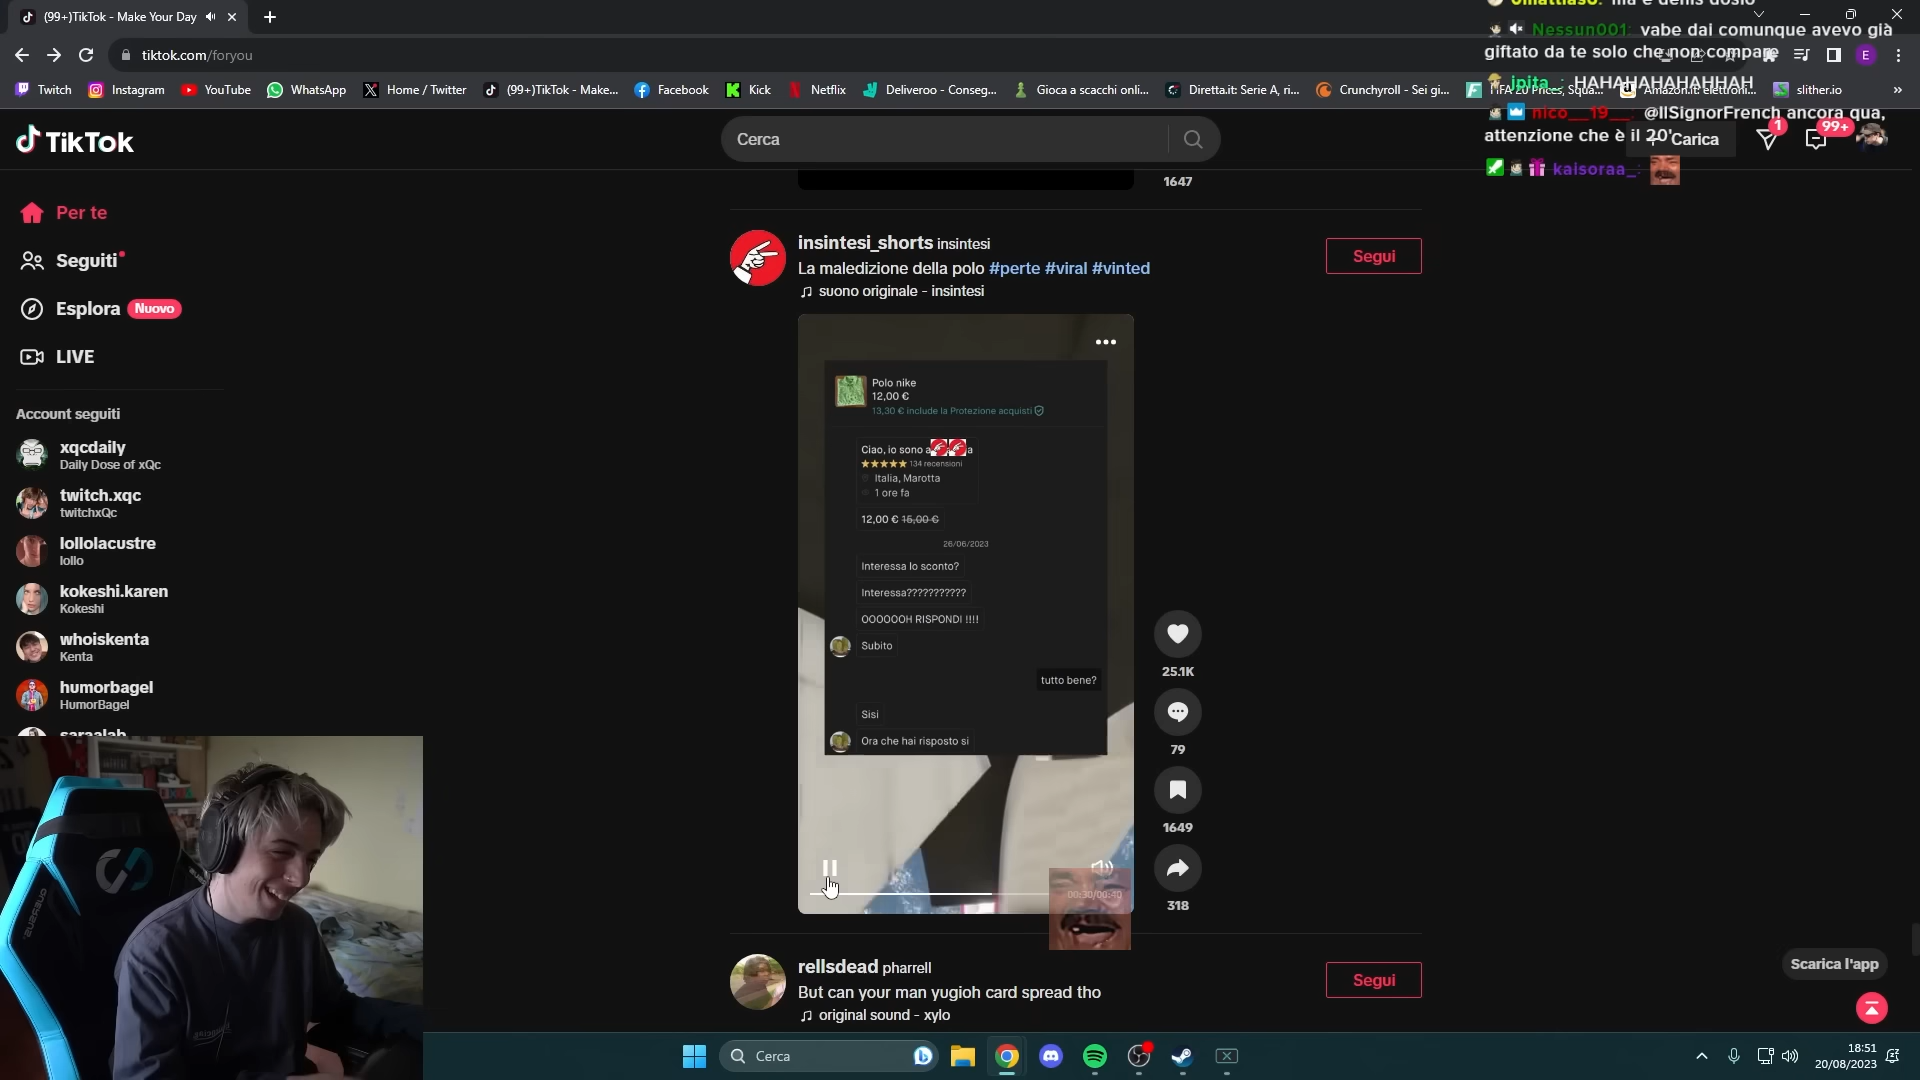 (99+)TikTok - Make Your Day
tiktok.com/foryou
Twitch
Instagram
YouTube
WhatsApp
Home / Twitter
(99+)TikTok - Make...
Facebook
Kick
Netflix
Deliveroo - Conseg...
Gioca a scacchi onli...
Diretta.it: Serie A, ri...
Crunchyroll - Sei gi...
slither.io
»
Nessun001: vabe dai comunque avevo già
giftato da te solo che non compare
jpita_: HAHAHAHAHAHHAH
nico__19__: @IlSignorFrench ancora qua,
attenzione che è il 20'
kaisoraa_:
TikTok
Cerca
Carica
1
99+
E
Per te
Seguiti
Esplora
Nuovo
LIVE
Account seguiti
xqcdaily
Daily Dose of xQc
twitch.xqc
twitchxQc
lollolacustre
lollo
kokeshi.karen
Kokeshi
whoiskenta
Kenta
humorbagel
HumorBagel
1647
insintesi_shorts insintesi
La maledizione della polo #perte #viral #vinted
suono originale - insintesi
Segui
Polo nike
12,00 €
13,30 € include la Protezione acquisti
Ciao, io sono a
a
134 recensioni
Italia, Marotta
1 ore fa
12,00 € 15,00 €
26/06/2023
Interessa lo sconto?
Interessa???????????
OOOOOOH RISPONDI !!!!
Subito
tutto bene?
Sisi
Ora che hai risposto si
00:30/00:40
25.1K
79
1649
318
rellsdead pharrell
But can your man yugioh card spread tho
original sound - xylo
Segui
Scarica l'app
Cerca
18:51
20/08/2023